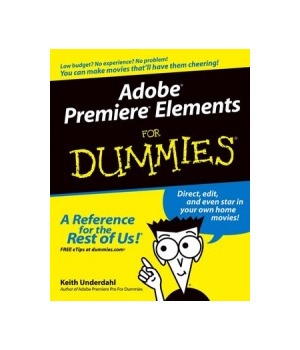 Low budget? No experience? No problem!
You can make movies that'll have them cheering!
Adobe®
Premiere® Elements
FOR
DUMMIES®
Direct, edit,
and even star in
your own home
movies!
A Reference
for the
Rest of Us!®
FREE eTips at dummies.com®
Keith Underdahl
Author of Adobe Premiere Pro For Dummies